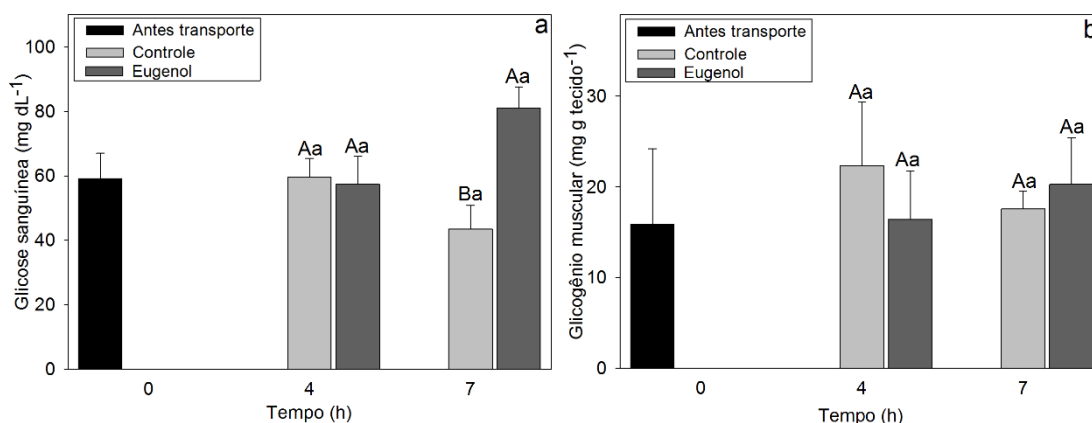 a
Antes transporte
Controle
Eugenol
Glicose sanguínea (mg dL-1)
100
80
60
40
20
0
Aa
Aa
Ba
Aa
0
4
7
Tempo (h)
b
Antes transporte
Controle
Eugenol
Glicogênio muscular (mg g tecido-1)
30
20
10
0
Aa
Aa
Aa
Aa
0
4
7
Tempo (h)